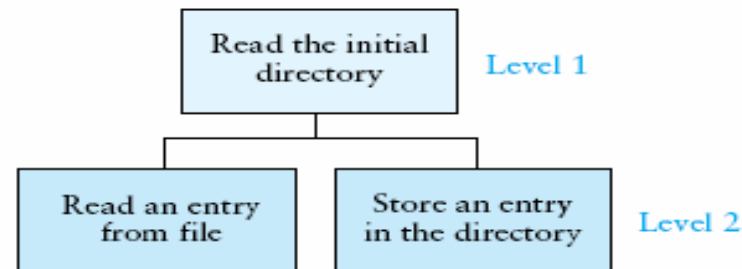 Read the initial
directory
Level 1
Read an entry
from file
Store an entry
in the directory
Level 2